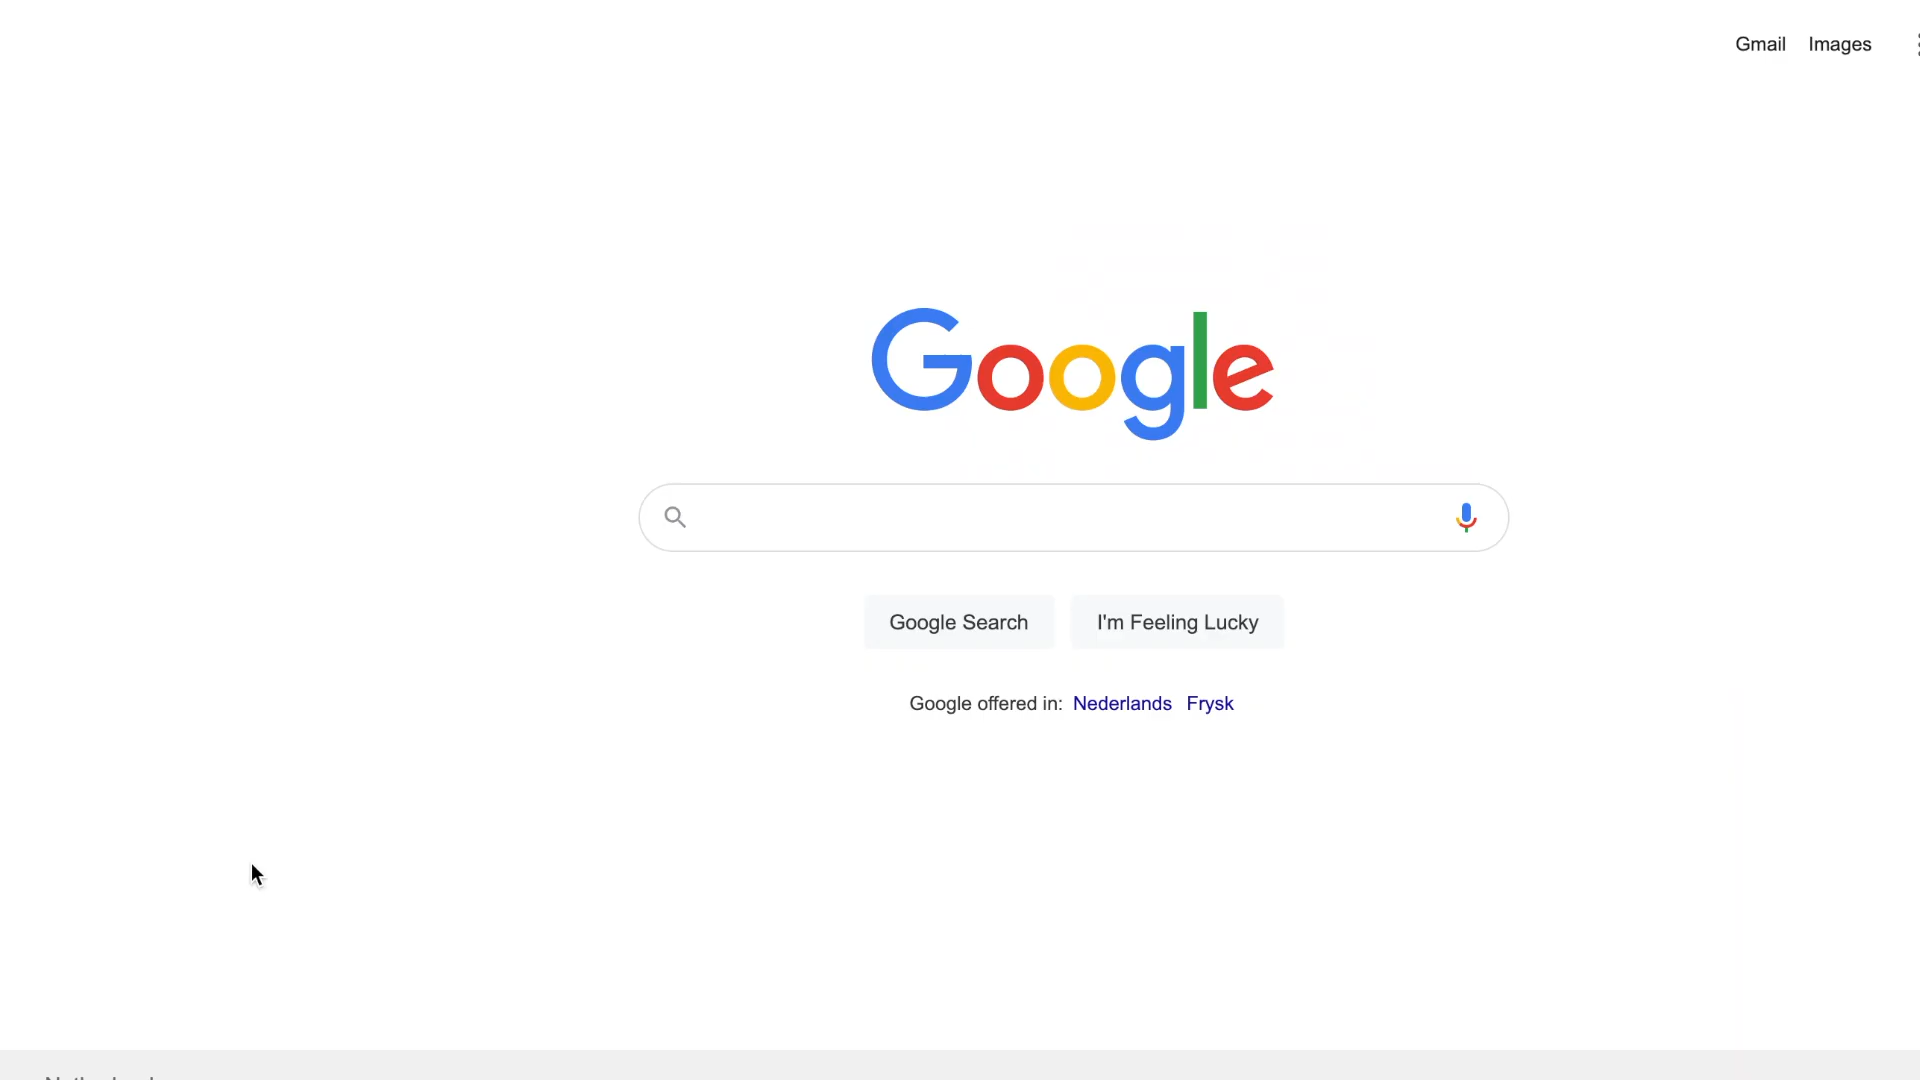 Gmail Images
Google
Google Search I'm Feeling Lucky
Google offered in: Nederlands Frysk